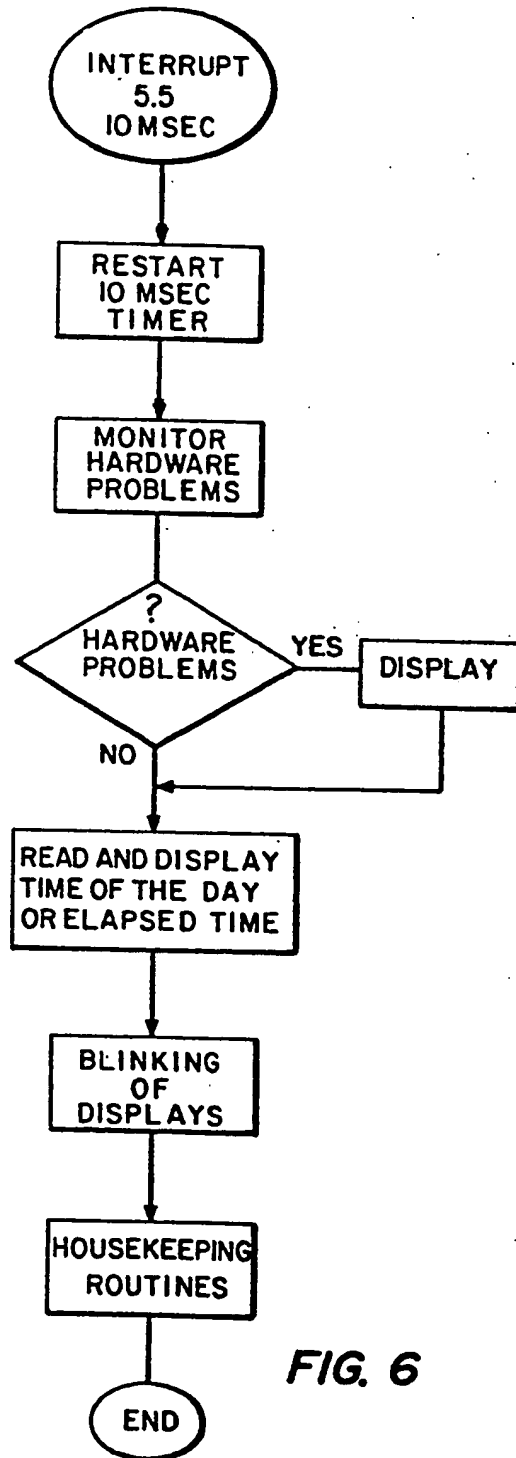 INTERRUPT
5.5
10 MSEC
RESTART
10 MSEC
TIMER
MONITOR
HARDWARE
PROBLEMS
?
HARDWARE
PROBLEMS
YES
DISPLAY
NO
READ AND DISPLAY
TIME OF THE DAY
OR ELAPSED TIME
BLINKING
OF
DISPLAYS
HOUSEKEEPING
ROUTINES
END
FIG. 6